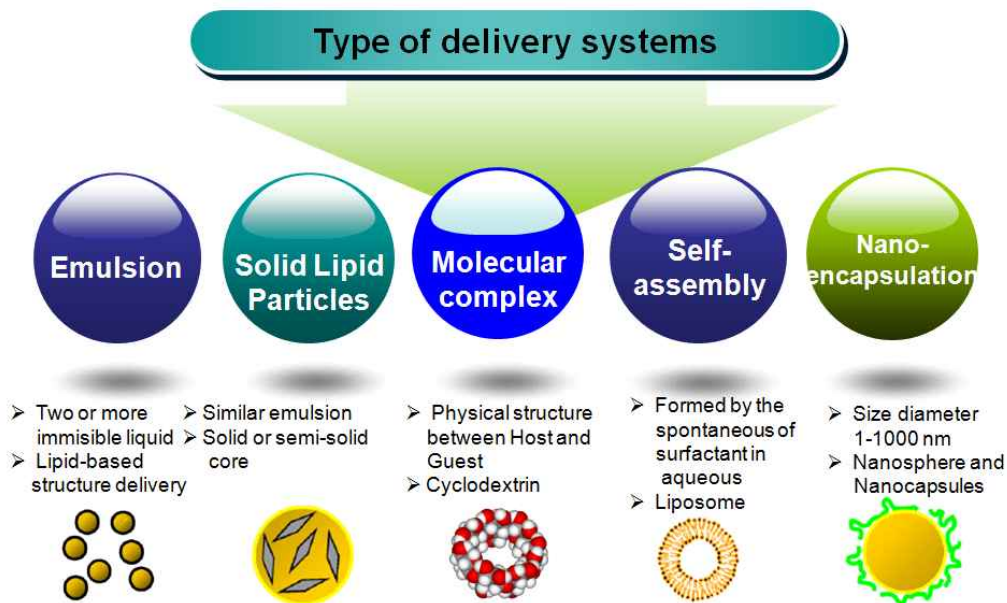 Type of delivery systems
Emulsion
Solid Lipid
Particles
Molecular
complex
Self-
assembly
Nano-
encapsulation
➢ Two or more
immisible liquid
➢ Lipid-based
structure delivery
➢ Similar emulsion
➢ Solid or semi-solid
core
➢ Physical structure
between Host and
Guest
➢ Cyclodextrin
➢ Formed by the
spontaneous of
surfactant in
aqueous
➢ Liposome
➢ Size diameter
1-1000 nm
➢ Nanosphere and
Nanocapsules